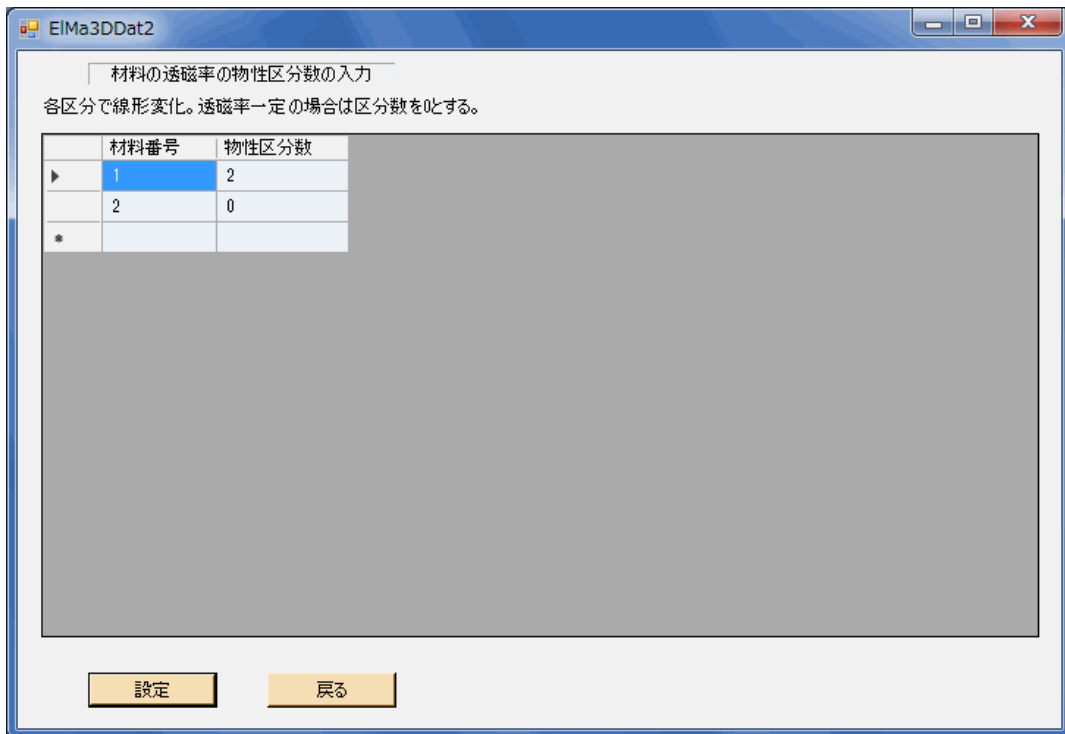 ElMa3DDat2
材料の透磁率の物性区分数の入力
各区分で線形変化。透磁率一定の場合は区分数を0とする。
材料番号 物性区分数
1 2
2 0
設定 戻る